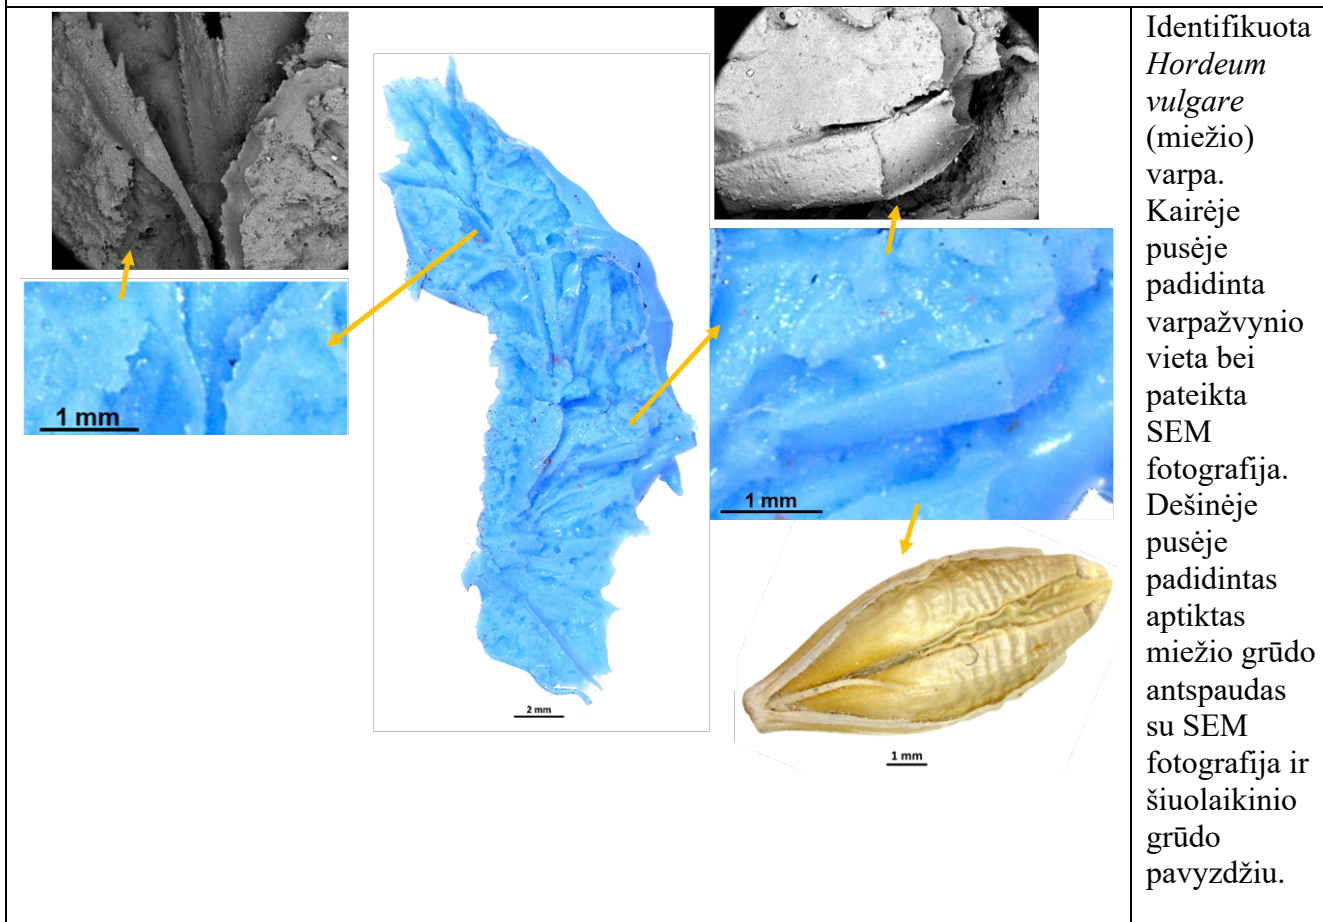 1 mm
2 mm
1 mm
1 mm
Identifikuota
Hordeum
vulgare
(miežio)
varpa.
Kairėje
pusėje
padidinta
varpažvynio
vieta bei
pateikta
SEM
fotografija.
Dešinėje
pusėje
padidintas
aptiktas
miežio grūdo
antspaudas
su SEM
fotografija ir
šiuolaikinio
grūdo
pavyzdžiu.